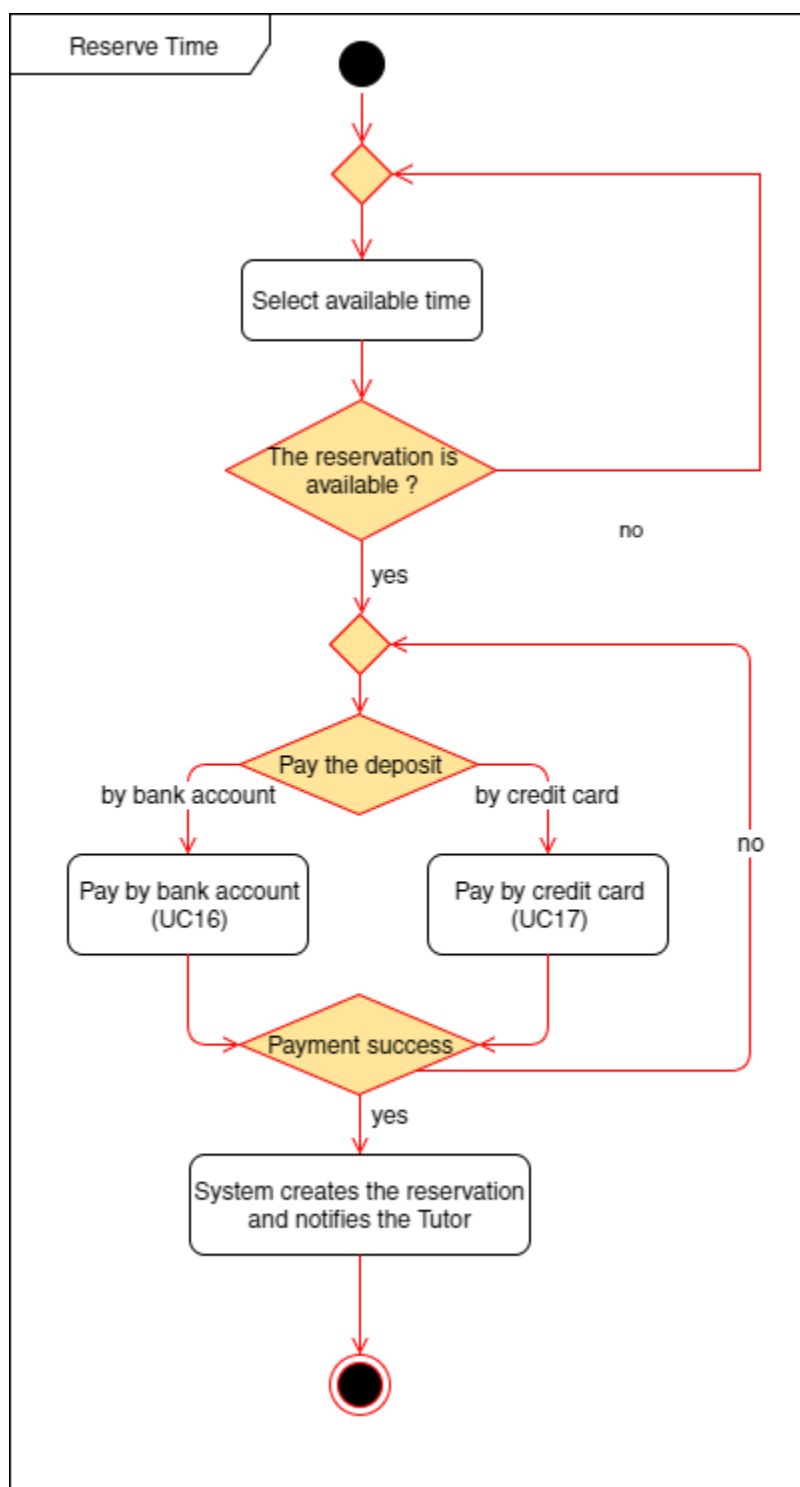 Reserve Time
Select available time
The reservation is
available ?
no
yes
Pay the deposit
by bank account
by credit card
no
Pay by bank account
(UC16)
Pay by credit card
(UC17)
Payment success
yes
System creates the reservation
and notifies the Tutor